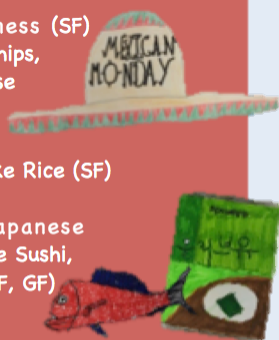 ness (SF)
MEXICAN
hips,
MONDAY
se
ke Rice (SF)
apanese
e Sushi,
F, GF)